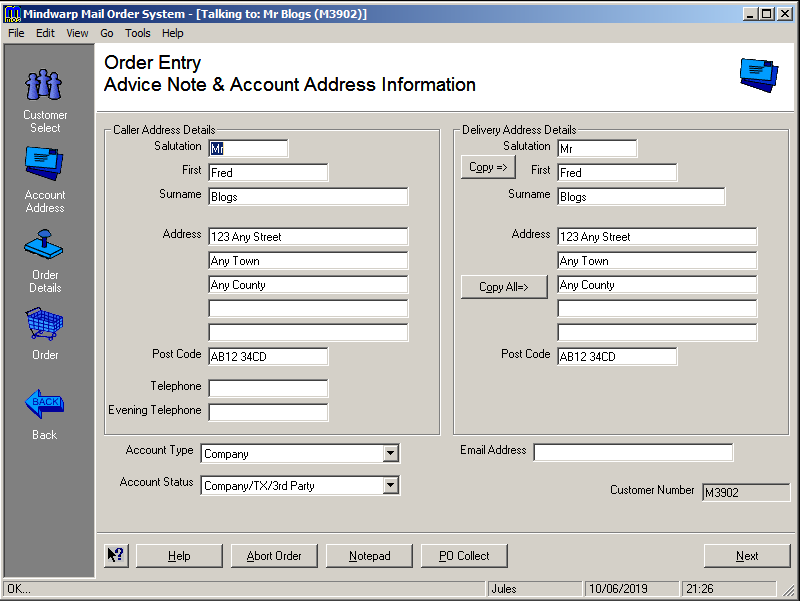 Mindwarp Mail Order System - [Talking to: Mr Blogs (M3902)]
File Edit View Go Tools Help
Order Entry
Advice Note & Account Address Information
Customer
Select
Account
Address
Order
Details
Order
BACK
Back
Caller Address Details
Salutation Mr
First Fred
Surname Blogs
Address 123 Any Street
Any Town
Any County
Post Code AB12 34CD
Telephone
Evening Telephone
Delivery Address Details
Salutation Mr
Copy => First Fred
Surname Blogs
Address 123 Any Street
Any Town
Copy All=> Any County
Post Code AB12 34CD
Account Type Company
Account Status Company/TX/3rd Party
Email Address
Customer Number M3902
? Help Abort Order Notepad PO Collect Next
OK... Jules 10/06/2019 21:26